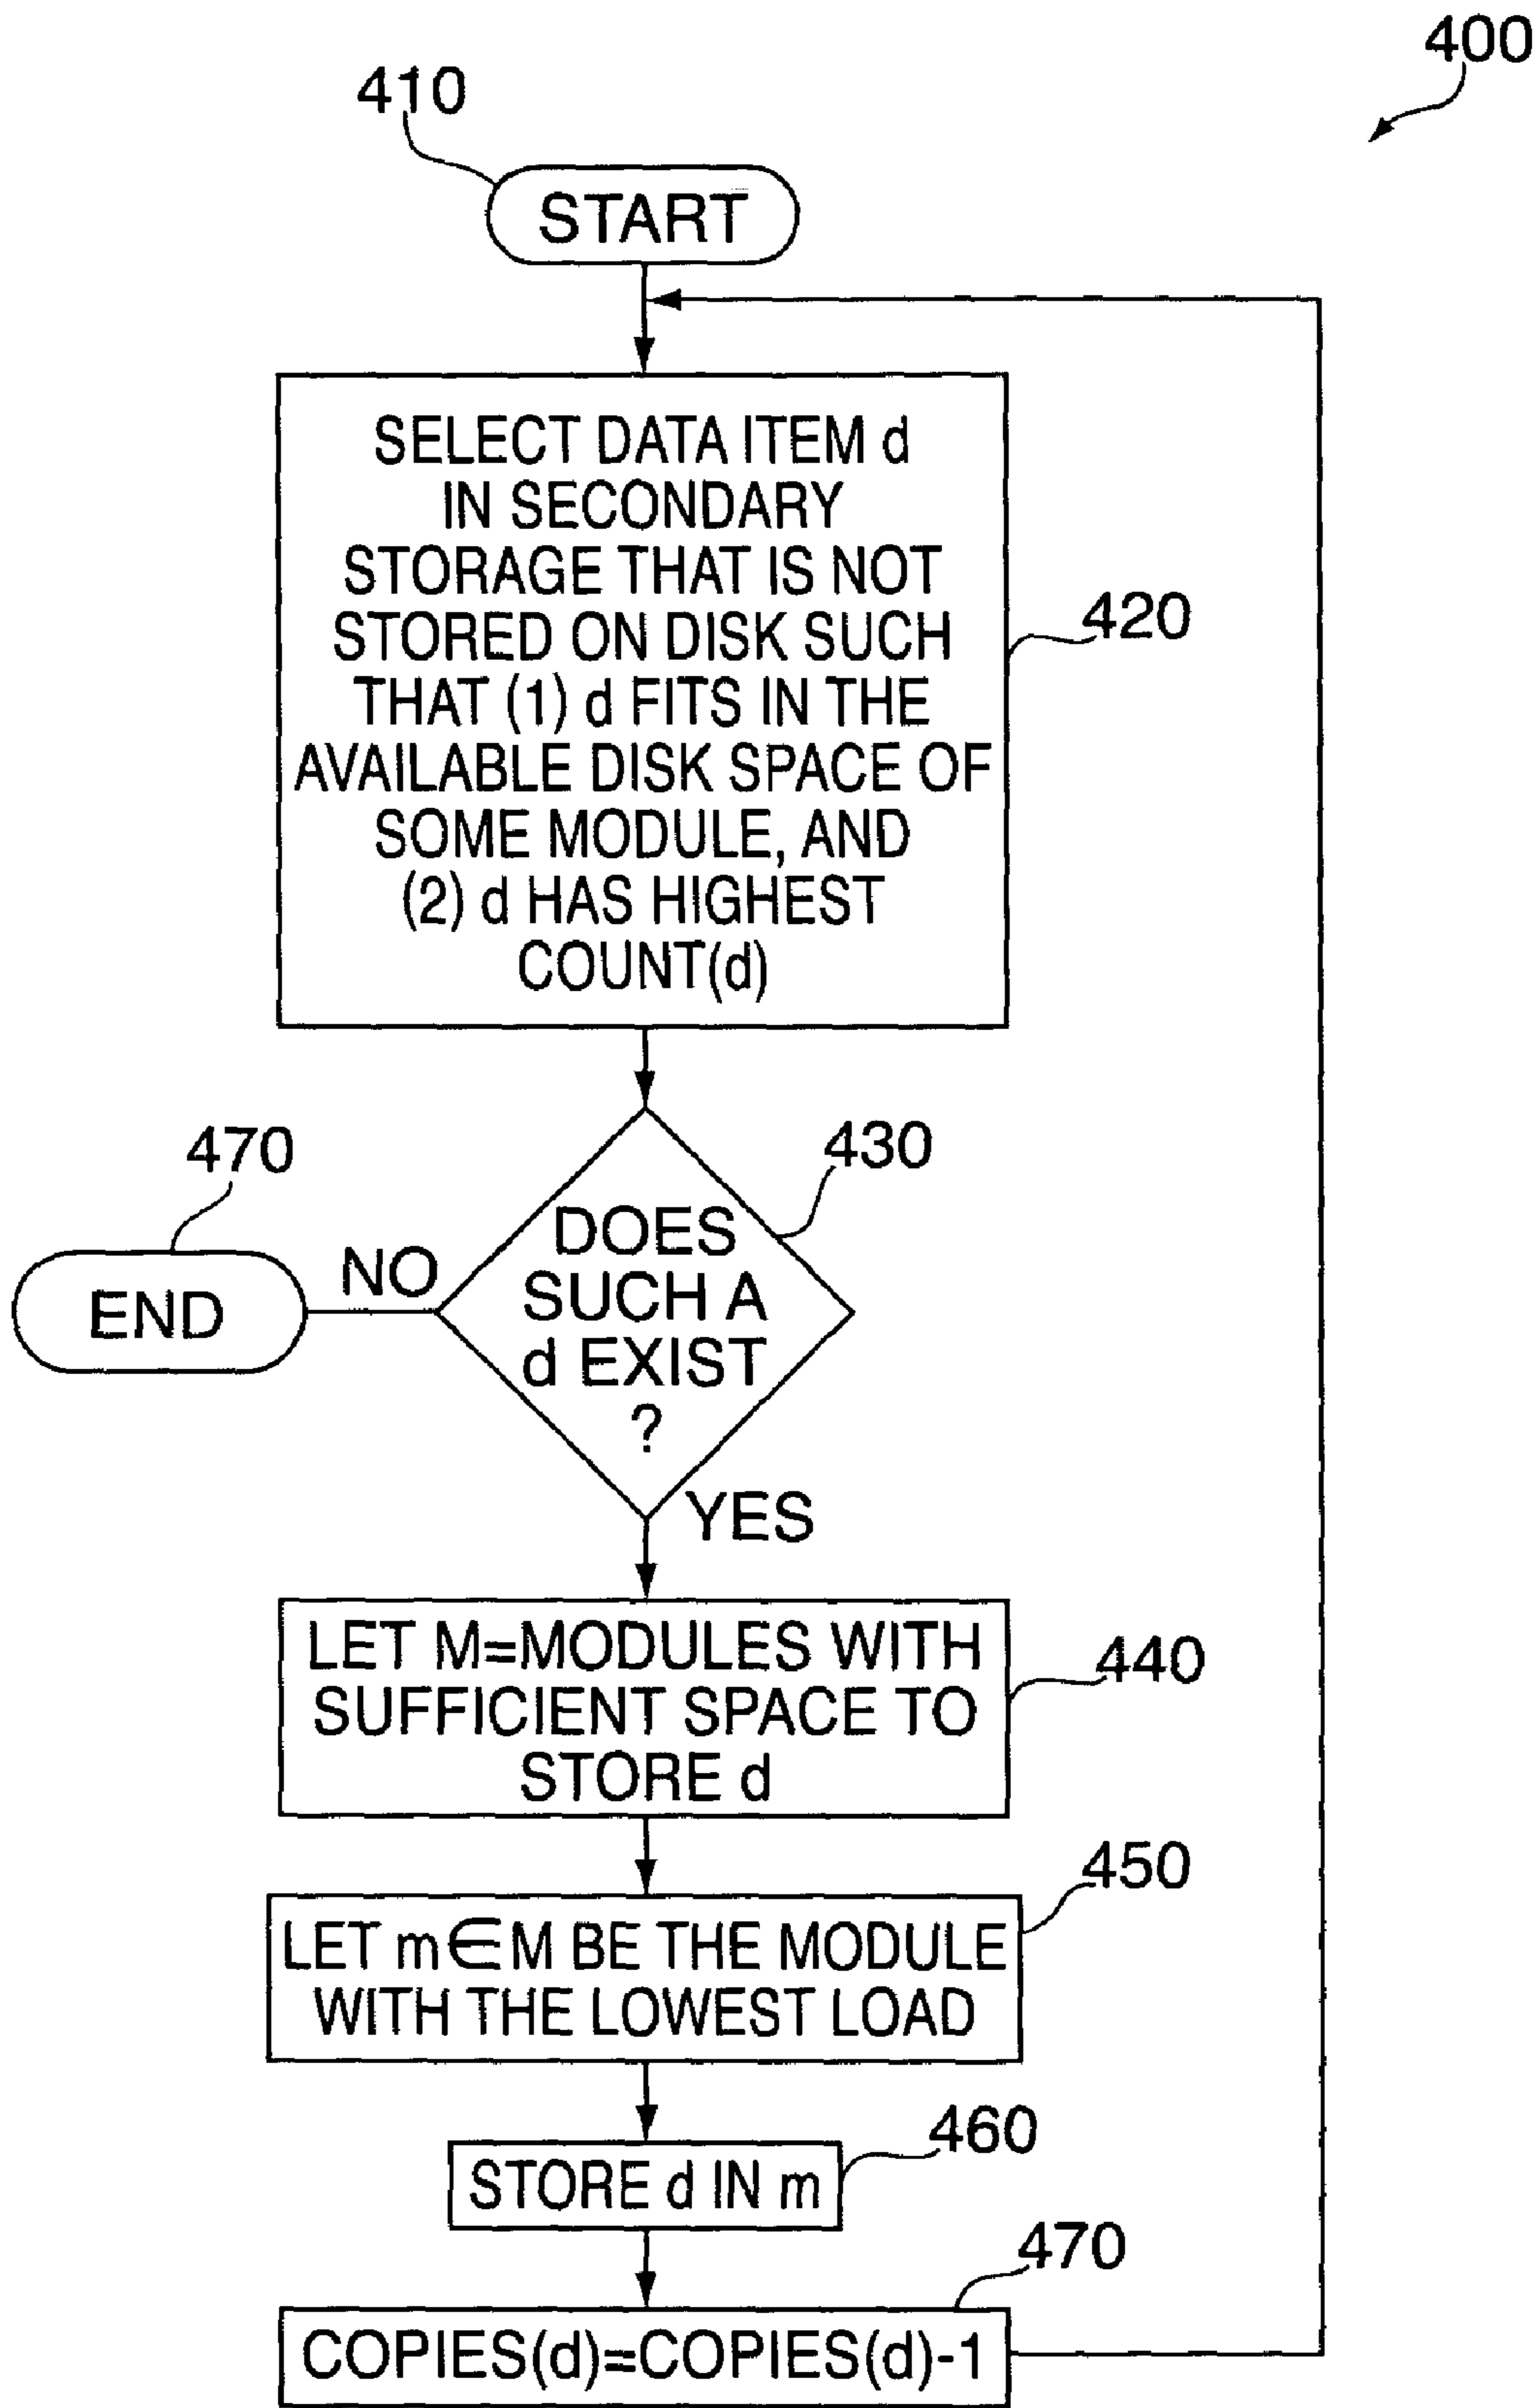 400
410
START
SELECT DATA ITEM d
IN SECONDARY
STORAGE THAT IS NOT
STORED ON DISK SUCH
THAT (1) d FITS IN THE
AVAILABLE DISK SPACE OF
SOME MODULE, AND
(2) d HAS HIGHEST
COUNT(d)
420
470
END
NO
430
DOES
SUCH A
d EXIST
?
YES
LET M=MODULES WITH
SUFFICIENT SPACE TO
STORE d
440
450
LET m∈M BE THE MODULE
WITH THE LOWEST LOAD
460
STORE d IN m
470
COPIES(d)=COPIES(d)-1